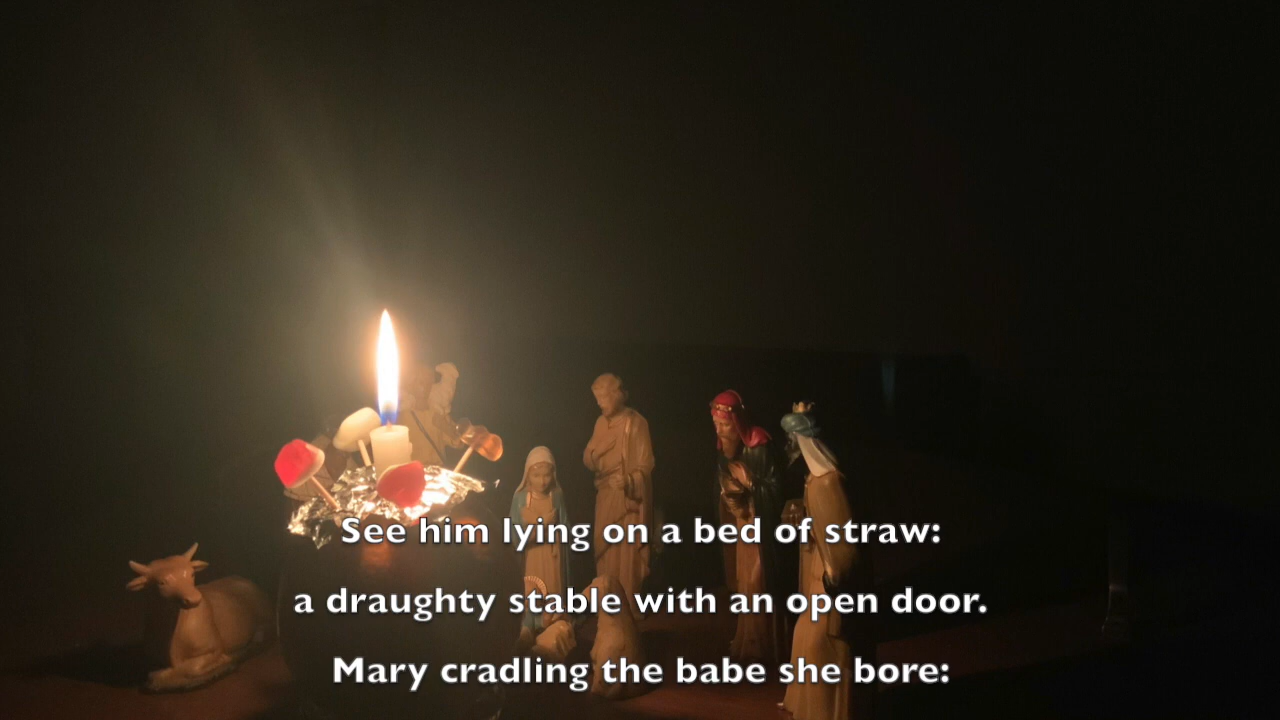 See him lying on a bed of straw:
a draughty stable with an open door.
Mary cradling the babe she bore: